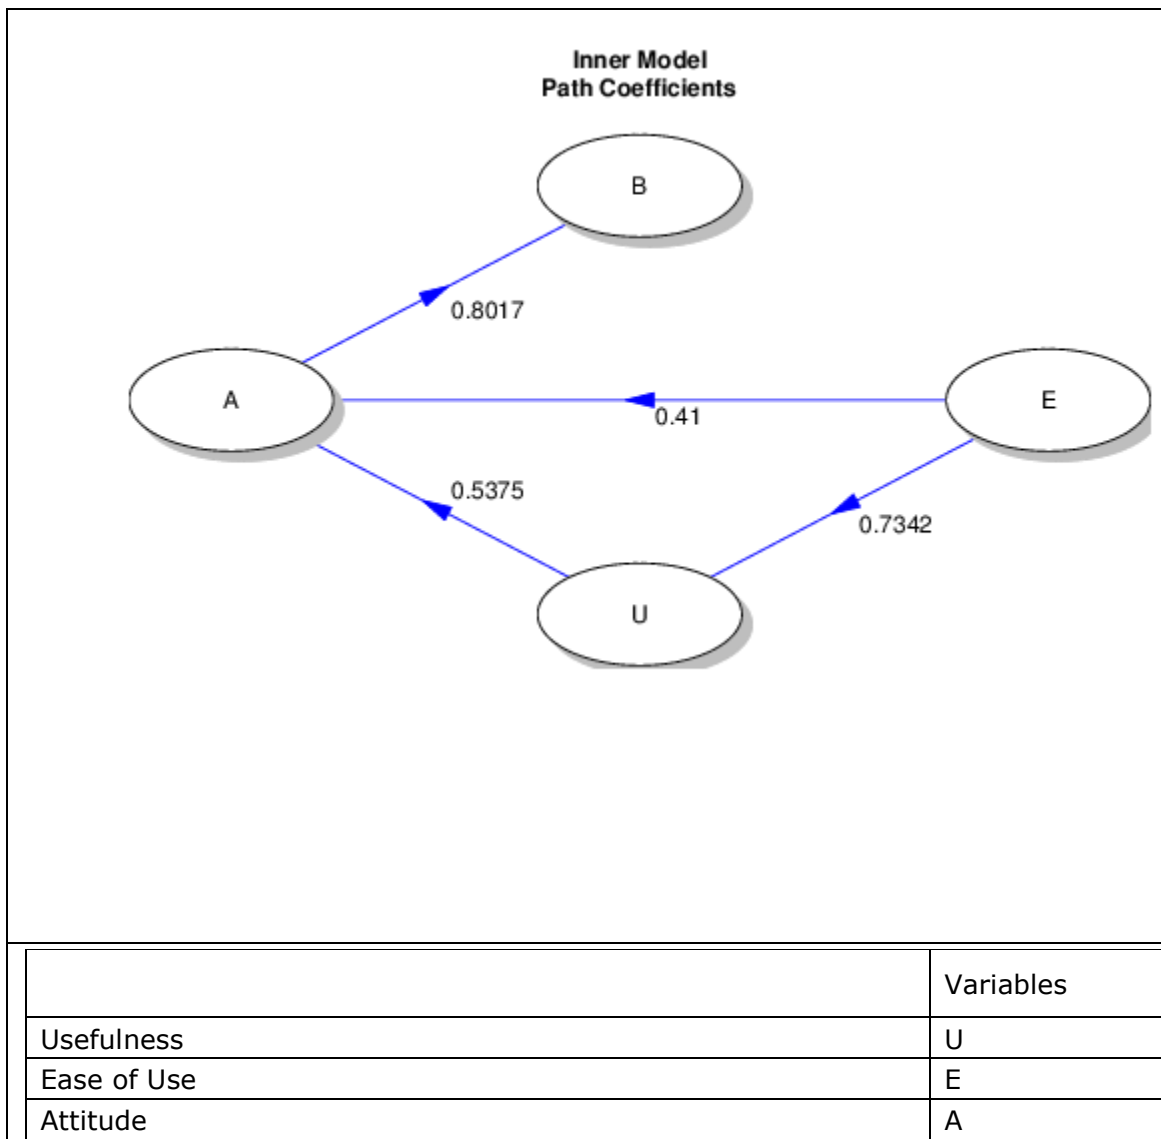 Inner Model
Path Coefficients
B
0.8017
A
E
0.41
0.5375
0.7342
U
Variables
Usefulness U
Ease of Use E
Attitude A